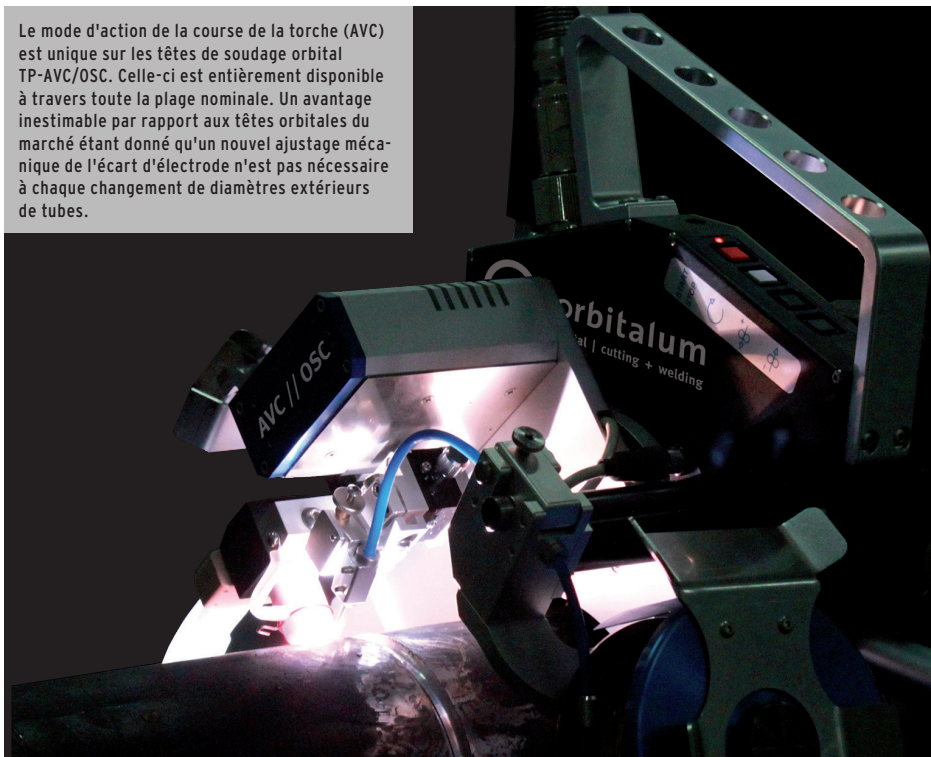 Le mode d'action de la course de la torche (AVC)
est unique sur les têtes de soudage orbital
TP-AVC/OSC. Celle-ci est entièrement disponible
à travers toute la plage nominale. Un avantage
inestimable par rapport aux têtes orbitales du
marché étant donné qu'un nouvel ajustage méca-
nique de l'écart d'électrode n'est pas nécessaire
à chaque changement de diamètres extérieurs
de tubes.
orbitalum
cutting + welding
AVC // OSC
START
STOP